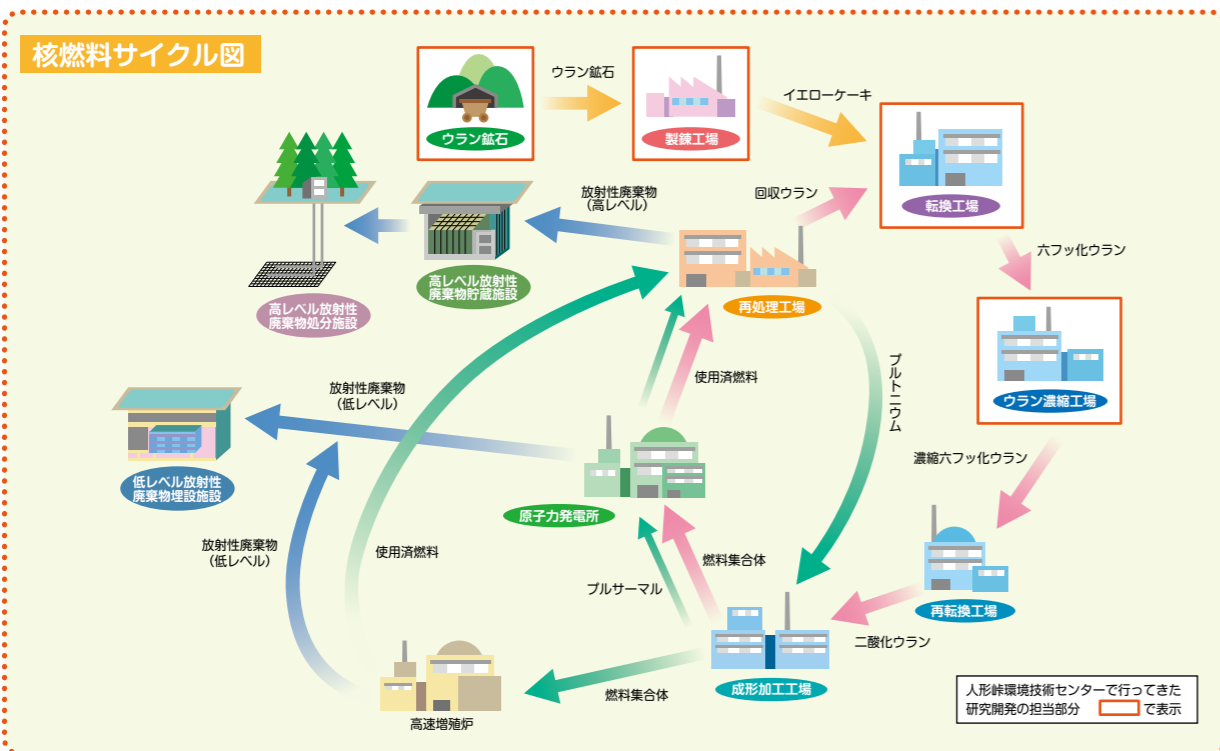 核燃料サイクル図
ウラン鉱石
ウラン鉱石
製錬工場
イエローケーキ
転換工場
回収ウラン
放射性廃棄物
（高レベル）
高レベル放射性
廃棄物貯蔵施設
高レベル放射性
廃棄物処分施設
再処理工場
六フッ化ウラン
ウラン濃縮工場
プルトニウム
使用済燃料
放射性廃棄物
（低レベル）
低レベル放射性
廃棄物埋設施設
濃縮六フッ化ウラン
原子力発電所
放射性廃棄物
（低レベル）
使用済燃料
燃料集合体
プルサーマル
再転換工場
二酸化ウラン
成形加工工場
燃料集合体
高速増殖炉
人形峠環境技術センターで行ってきた
研究開発の担当部分 で表示